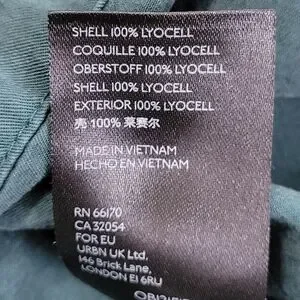 SHELL 100% LYOCELL
COQUILLE 100% LYOCELL
OBERSTOFF 100% LYOCELL
SHELL 100% LYOCELL
EXTERIOR 100% LYOCELL
壳 100% 莱赛尔
MADE IN VIETNAM
HECHO EN VIETNAM
RN 66170
CA 32054
FOR EU
URBN UK Ltd.
146 Brick Lane,
LONDON E1 6RU